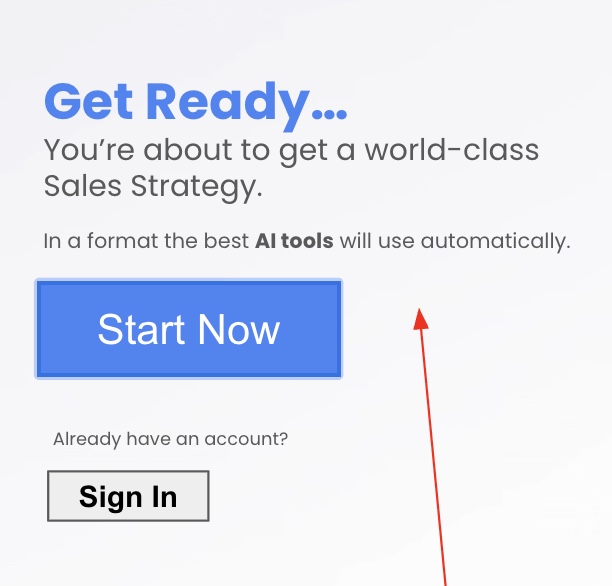 Get Ready...
You’re about to get a world-class
Sales Strategy.
In a format the best AI tools will use automatically.
Start Now
Already have an account?
Sign In